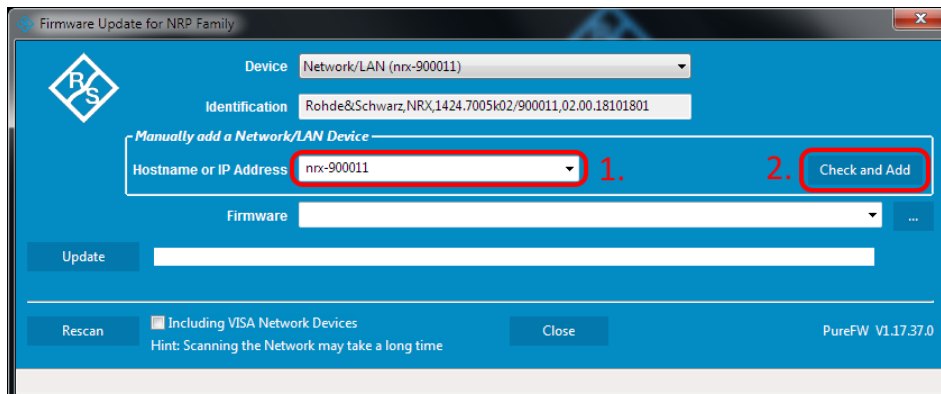 Firmware Update for NRP Family
R
S
Device Network/LAN (nrx-900011)
Identification Rohde&Schwarz,NRX,1424.7005k02/900011,02.00.18101801
Manually add a Network/LAN Device
Hostname or IP Address nrx-900011 1. 2. Check and Add
Firmware ...
Update
Rescan Including VISA Network Devices Close PureFW V1.17.37.0
Hint: Scanning the Network may take a long time